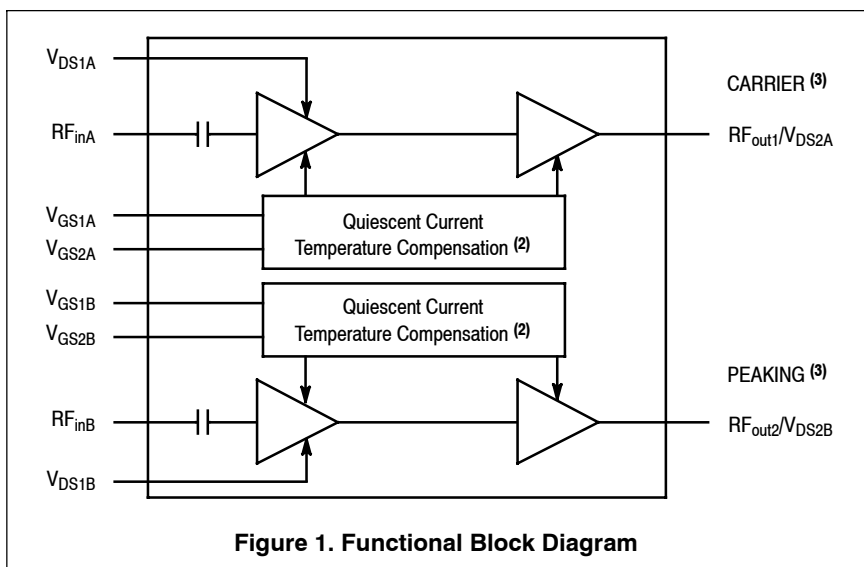 V_DS1A
CARRIER (3)
RF_inA
RF_out1/V_DS2A
V_GS1A
V_GS2A
Quiescent Current
Temperature Compensation (2)
V_GS1B
V_GS2B
Quiescent Current
Temperature Compensation (2)
PEAKING (3)
RF_inB
RF_out2/V_DS2B
V_DS1B
Figure 1. Functional Block Diagram